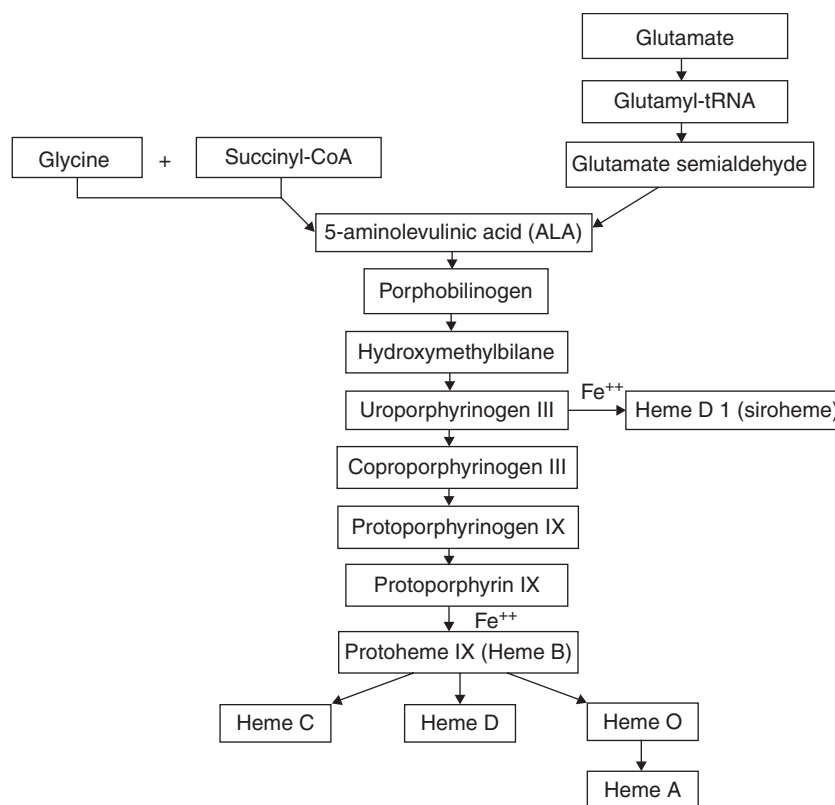 Glutamate
Glutamyl-tRNA
Glycine + Succinyl-CoA
Glutamate semialdehyde
5-aminolevulinic acid (ALA)
Porphobilinogen
Hydroxymethylbilane
Fe++
Uroporphyrinogen III
Heme D 1 (siroheme)
Coproporphyrinogen III
Protoporphyrinogen IX
Protoporphyrin IX
Fe++
Protoheme IX (Heme B)
Heme C
Heme D
Heme O
Heme A